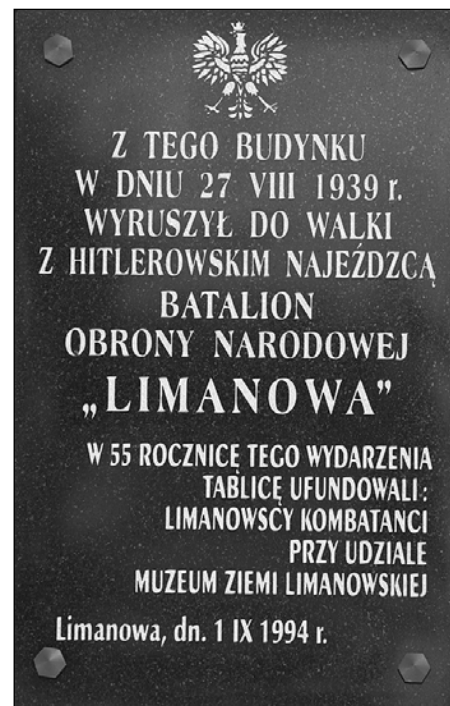 Z TEGO BUDYNKU
W DNIU 27 VIII 1939 r.
WYRUSZYŁ DO WALKI
Z HITLEROWSKIM NAJEŹDZCĄ
BATALION
OBRONY NARODOWEJ
„LIMANOWA”
W 55 ROCZNICĘ TEGO WYDARZENIA
TABLICĘ UFUNDOWALI:
LIMANOWSCY KOMBATANCI
PRZY UDZIALE
MUZEUM ZIEMI LIMANOWSKIEJ
Limanowa, dn. 1 IX 1994 r.